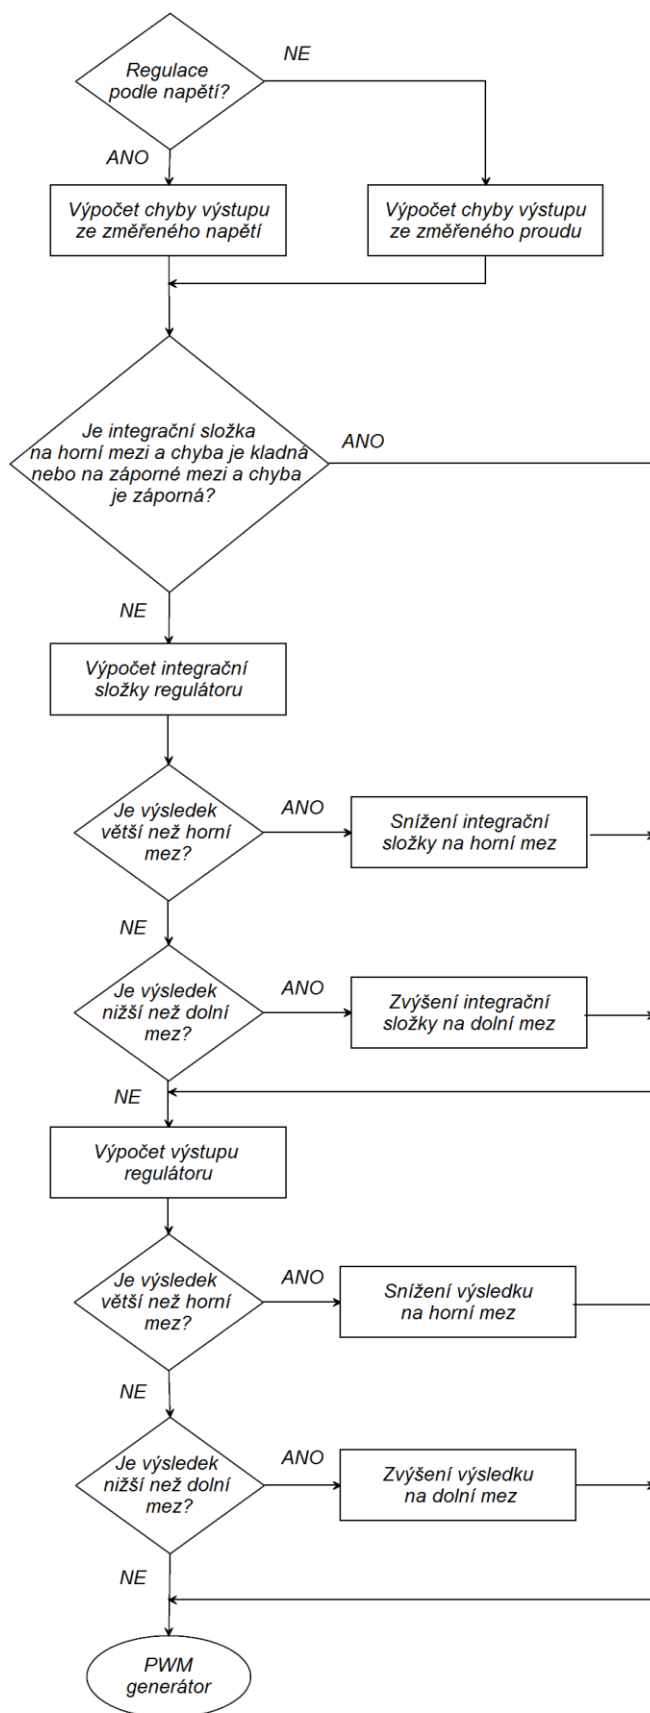 Regulace
podle napětí?
NE
ANO
Výpočet chyby výstupu
ze změřeného napětí
Výpočet chyby výstupu
ze změřeného proudu
Je integrační složka
na horní mezi a chyba je kladná
nebo na záporné mezi a chyba
je záporná?
ANO
NE
Výpočet integrační
složky regulátoru
Je výsledek
větší než horní
mez?
ANO
Snížení integrační
složky na horní mez
NE
Je výsledek
nižší než dolní
mez?
ANO
Zvýšení integrační
složky na dolní mez
NE
Výpočet výstupu
regulátoru
Je výsledek
větší než horní
mez?
ANO
Snížení výsledku
na horní mez
NE
Je výsledek
nižší než dolní
mez?
ANO
Zvýšení výsledku
na dolní mez
NE
PWM
generátor